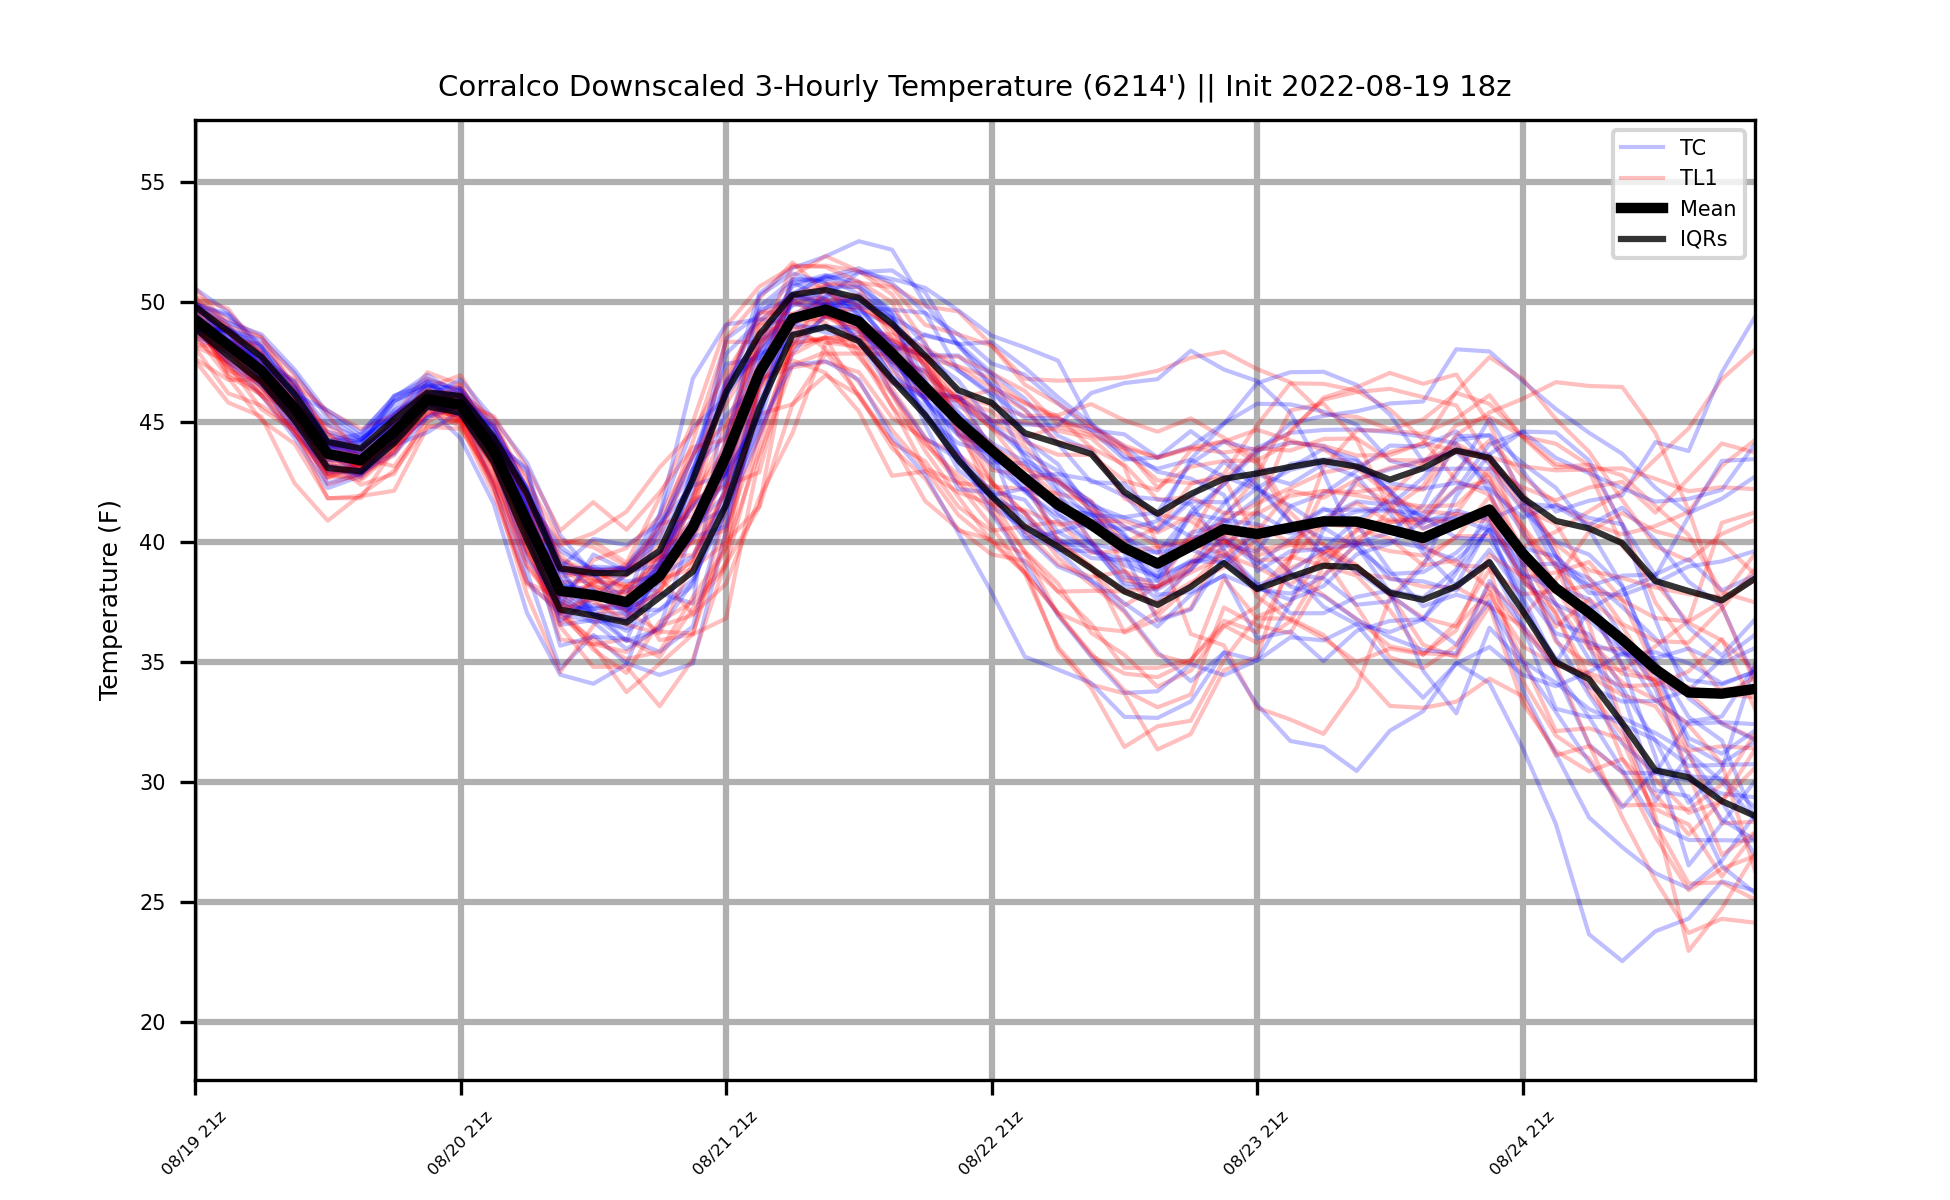 Corralco Downscaled 3-Hourly Temperature (6214') || Init 2022-08-19 18z
TC
TL1
Mean
IQRs
Temperature (F)
55
50
45
40
35
30
25
20
08/19 21z
08/20 21z
08/21 21z
08/22 21z
08/23 21z
08/24 21z